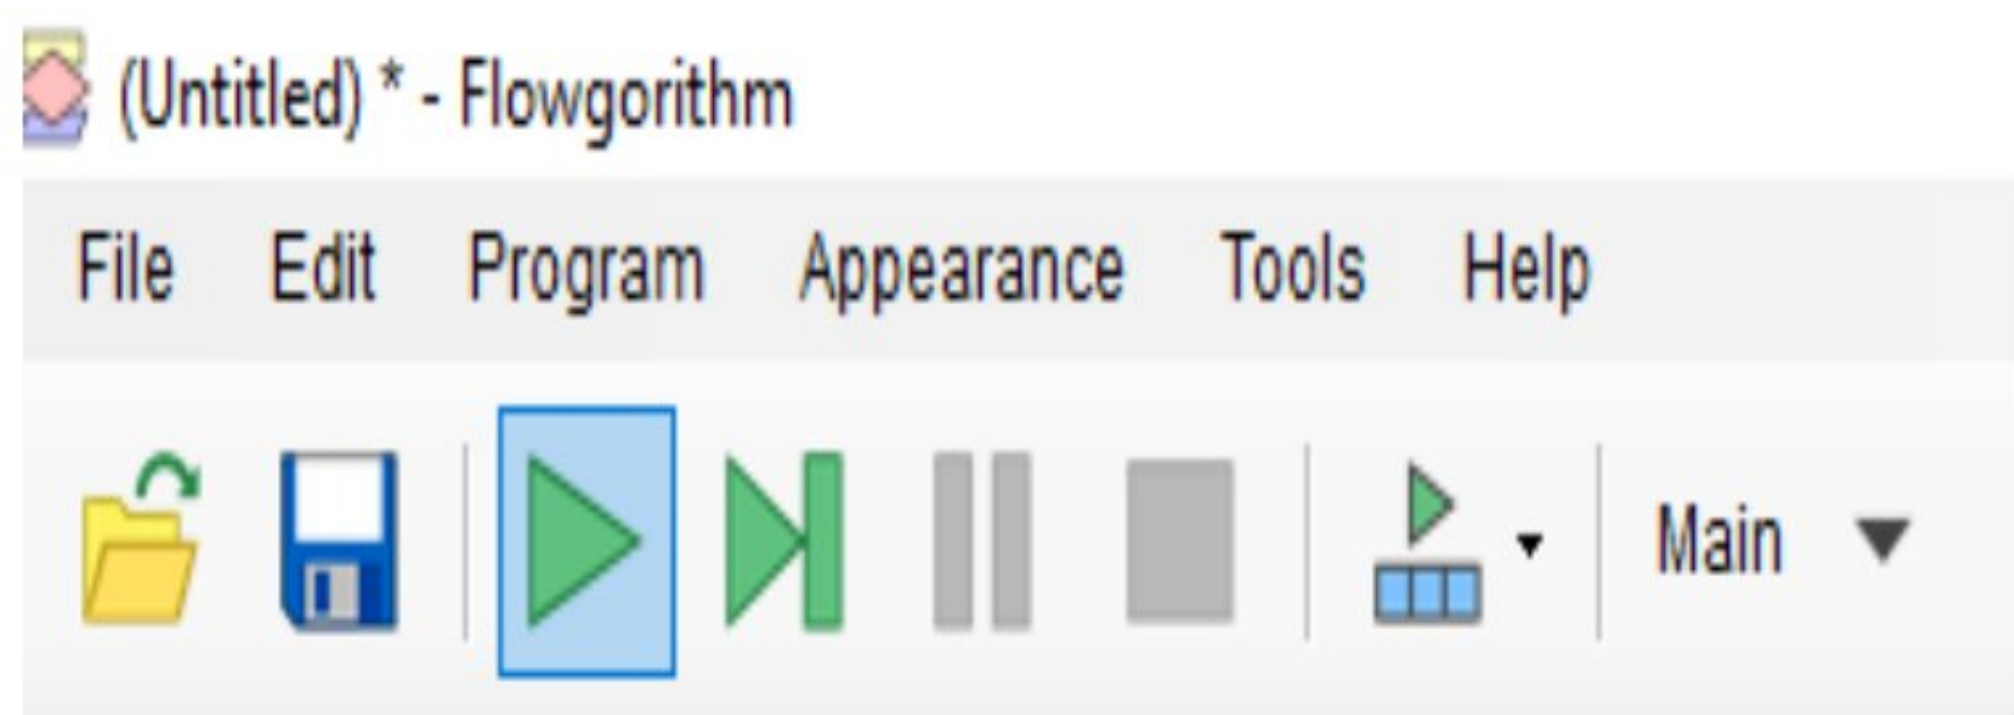 (Untitled) * - Flowgorithm
File Edit Program Appearance Tools Help
Main